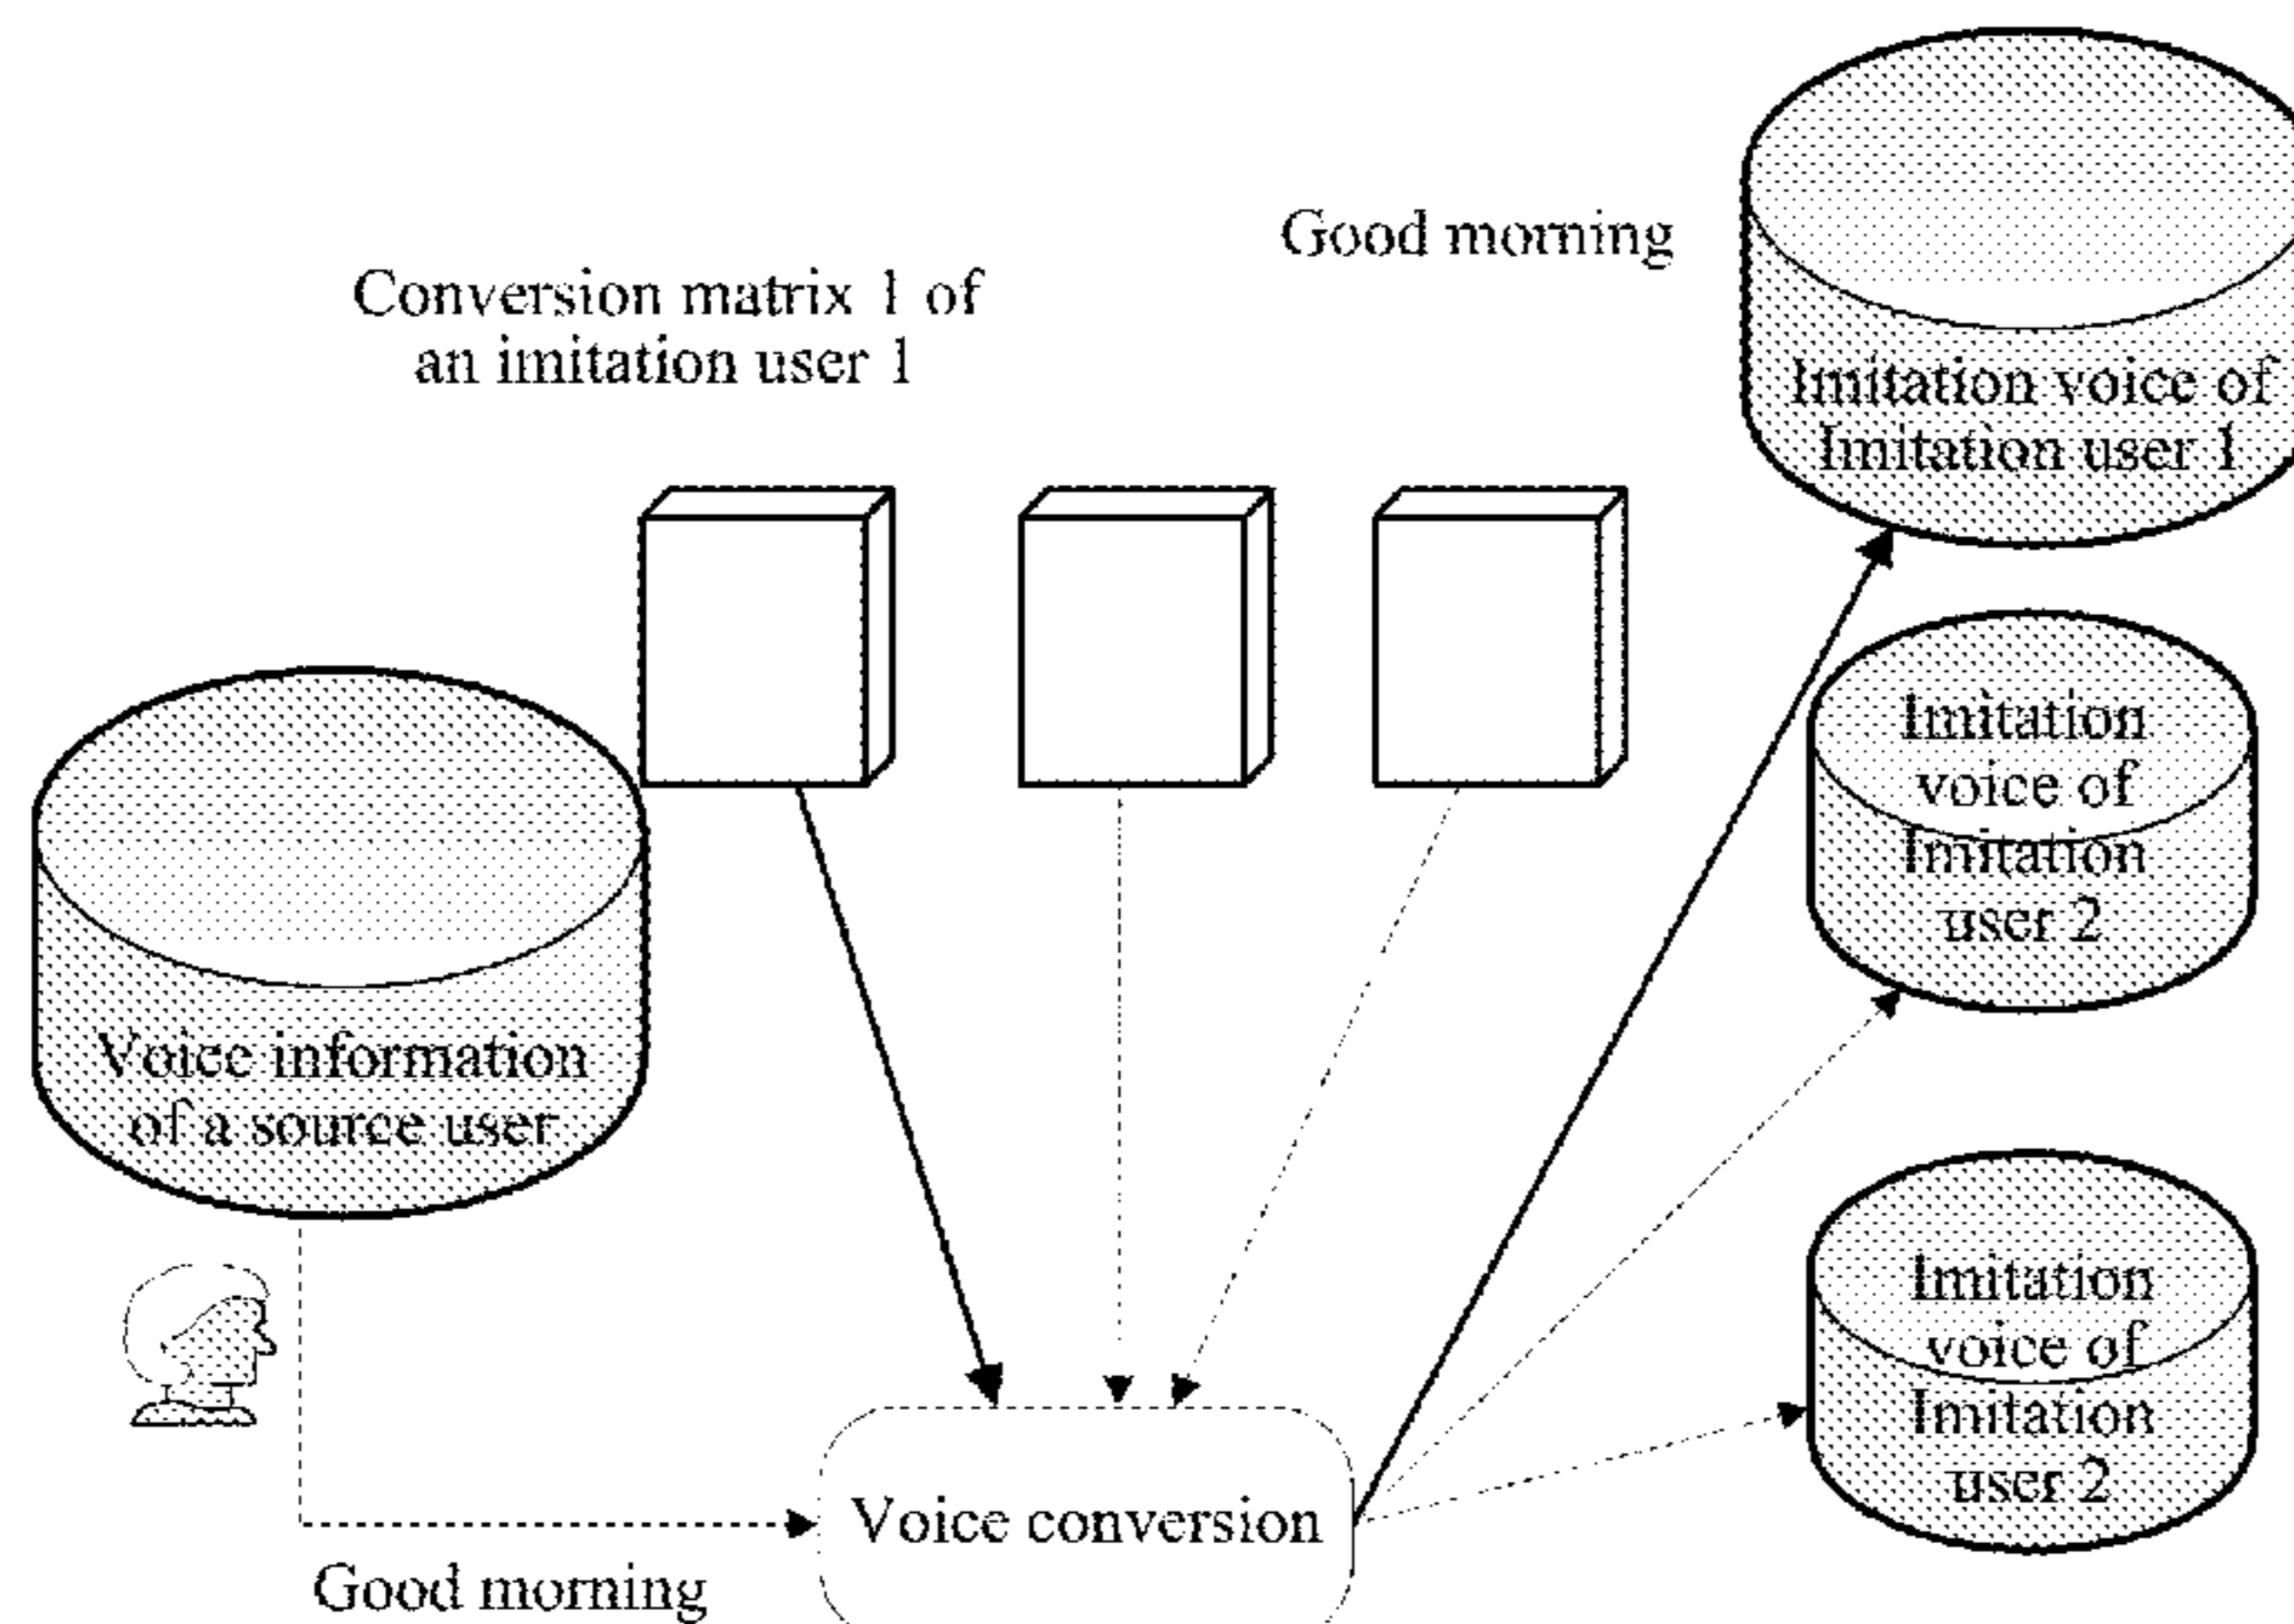 Good morning
Conversion matrix 1 of
an imitation user 1
Imitation voice of
Imitation user 1
Imitation
voice of
Imitation
user 2
Voice information
of a source user
Imitation
voice of
Imitation
user 2
Voice conversion
Good morning